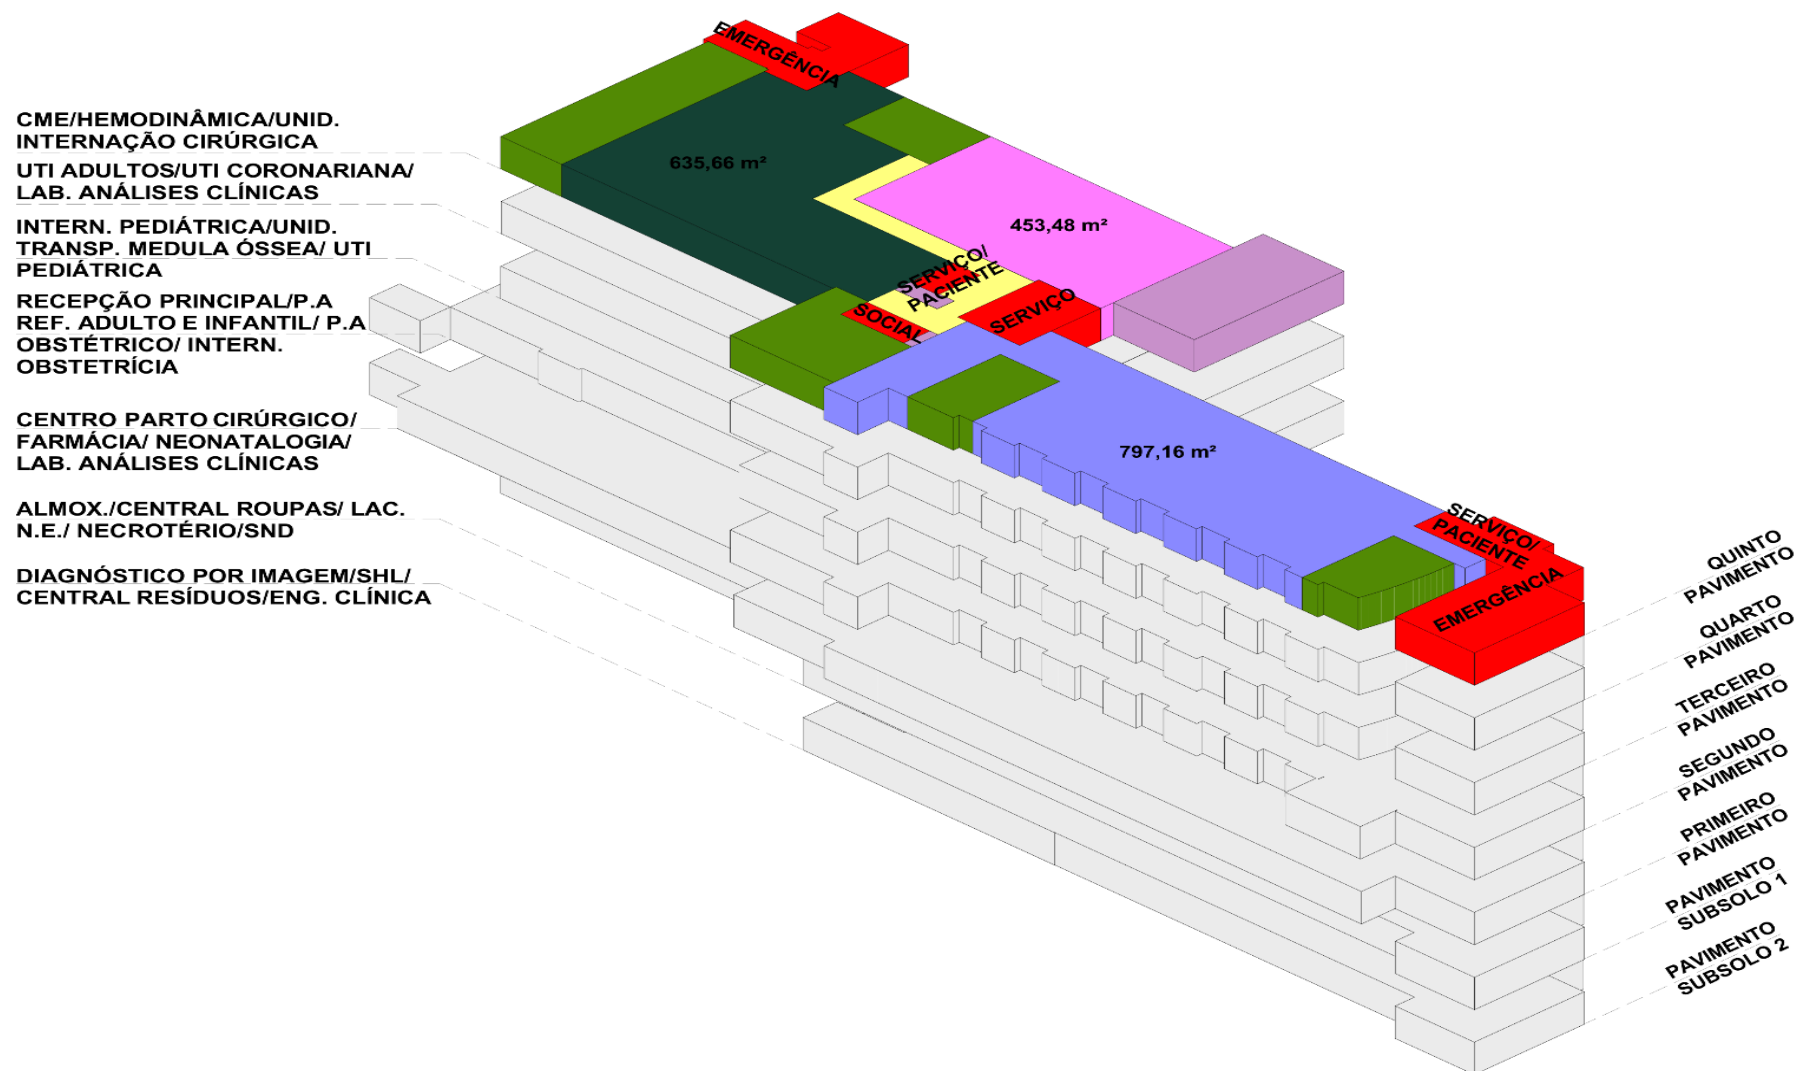 EMERGÊNCIA
CME/HEMODINÂMICA/UNID.
INTERNAÇÃO CIRÚRGICA
UTI ADULTOS/UTI CORONARIANA/
LAB. ANÁLISES CLÍNICAS
INTERN. PEDIÁTRICA/UNID.
TRANSP. MEDULA ÓSSEA/ UTI
PEDIÁTRICA
RECEPÇÃO PRINCIPAL/P.A
REF. ADULTO E INFANTIL/ P.A
OBSTÉTRICO/ INTERN.
OBSTETRÍCIA
CENTRO PARTO CIRÚRGICO/
FARMÁCIA/ NEONATALOGIA/
LAB. ANÁLISES CLÍNICAS
ALMOX./CENTRAL ROUPAS/ LAC.
N.E./ NECROTÉRIO/SND
DIAGNÓSTICO POR IMAGEM/SHL/
CENTRAL RESÍDUOS/ENG. CLÍNICA
635,66 m²
453,48 m²
SERVIÇO/
PACIENTE
SERVIÇO
SOCIAL
797,16 m²
SERVIÇO/
PACIENTE
EMERGÊNCIA
QUINTO
PAVIMENTO
QUARTO
PAVIMENTO
TERCEIRO
PAVIMENTO
SEGUNDO
PAVIMENTO
PRIMEIRO
PAVIMENTO
PAVIMENTO
SUBSOLO 1
PAVIMENTO
SUBSOLO 2